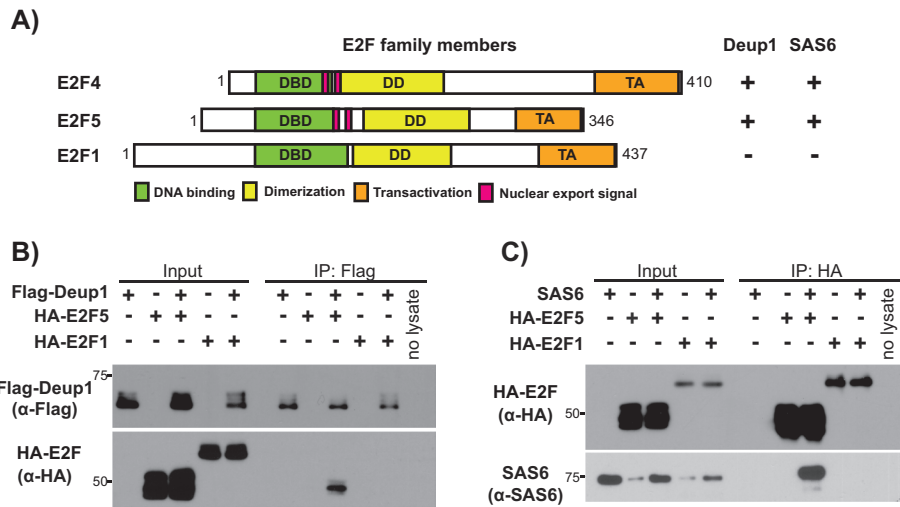 A)
E2F family members Deup1 SAS6
E2F4 1 DBD DD TA 410 + +
E2F5 1 DBD DD TA 346 + +
E2F1 1 DBD DD TA 437 - -
DNA binding Dimerization Transactivation Nuclear export signal
B)
Input IP: Flag
Flag-Deup1 + - + - + + - + - + no lysate
HA-E2F5 - + + - - - + + - -
HA-E2F1 - - - + + - - - + +
Flag-Deup1
(α-Flag)
75
HA-E2F
(α-HA)
50
C)
Input IP: HA
SAS6 + - + - + + - + - + no lysate
HA-E2F5 - + + - - - + + - -
HA-E2F1 - - - + + - - - + +
HA-E2F
(α-HA)
50
SAS6
(α-SAS6)
75